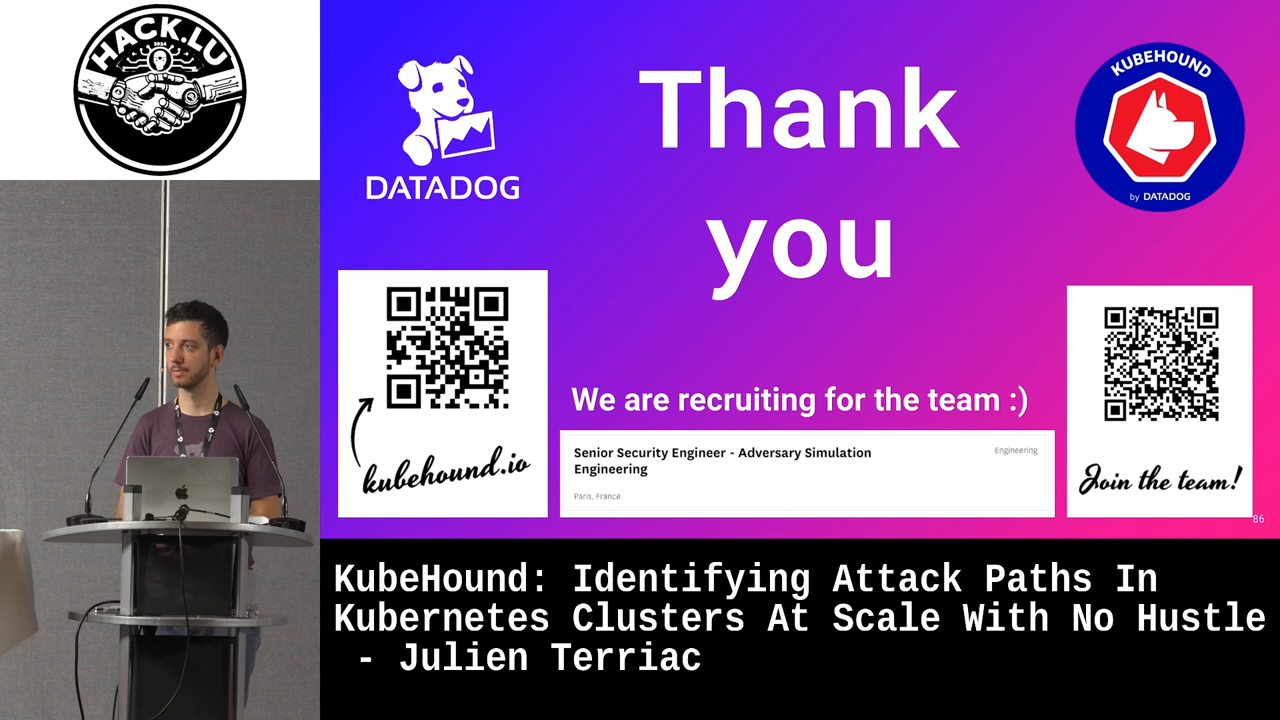 HACK.LU
2024
DATADOG
Thank
you
KUBEHOUND
by DATADOG
kubehound.io
We are recruiting for the team :)
Senior Security Engineer - Adversary Simulation
Engineering
Engineering
Paris, France
Join the team!
86
KubeHound: Identifying Attack Paths In
Kubernetes Clusters At Scale With No Hustle
- Julien Terriac